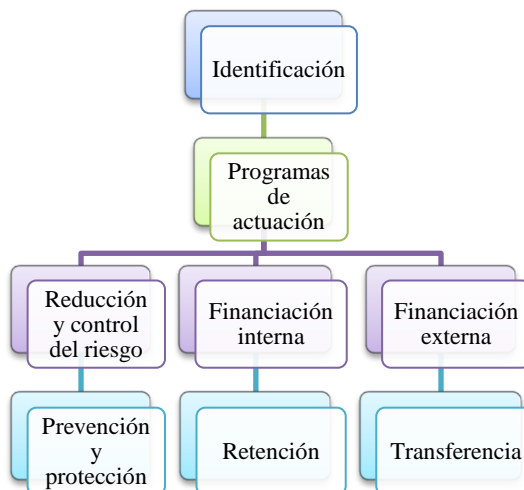 Identificación
Programas
de
actuación
Reducción
y control
del riesgo
Financiación
interna
Financiación
externa
Prevención
y
protección
Retención
Transferencia